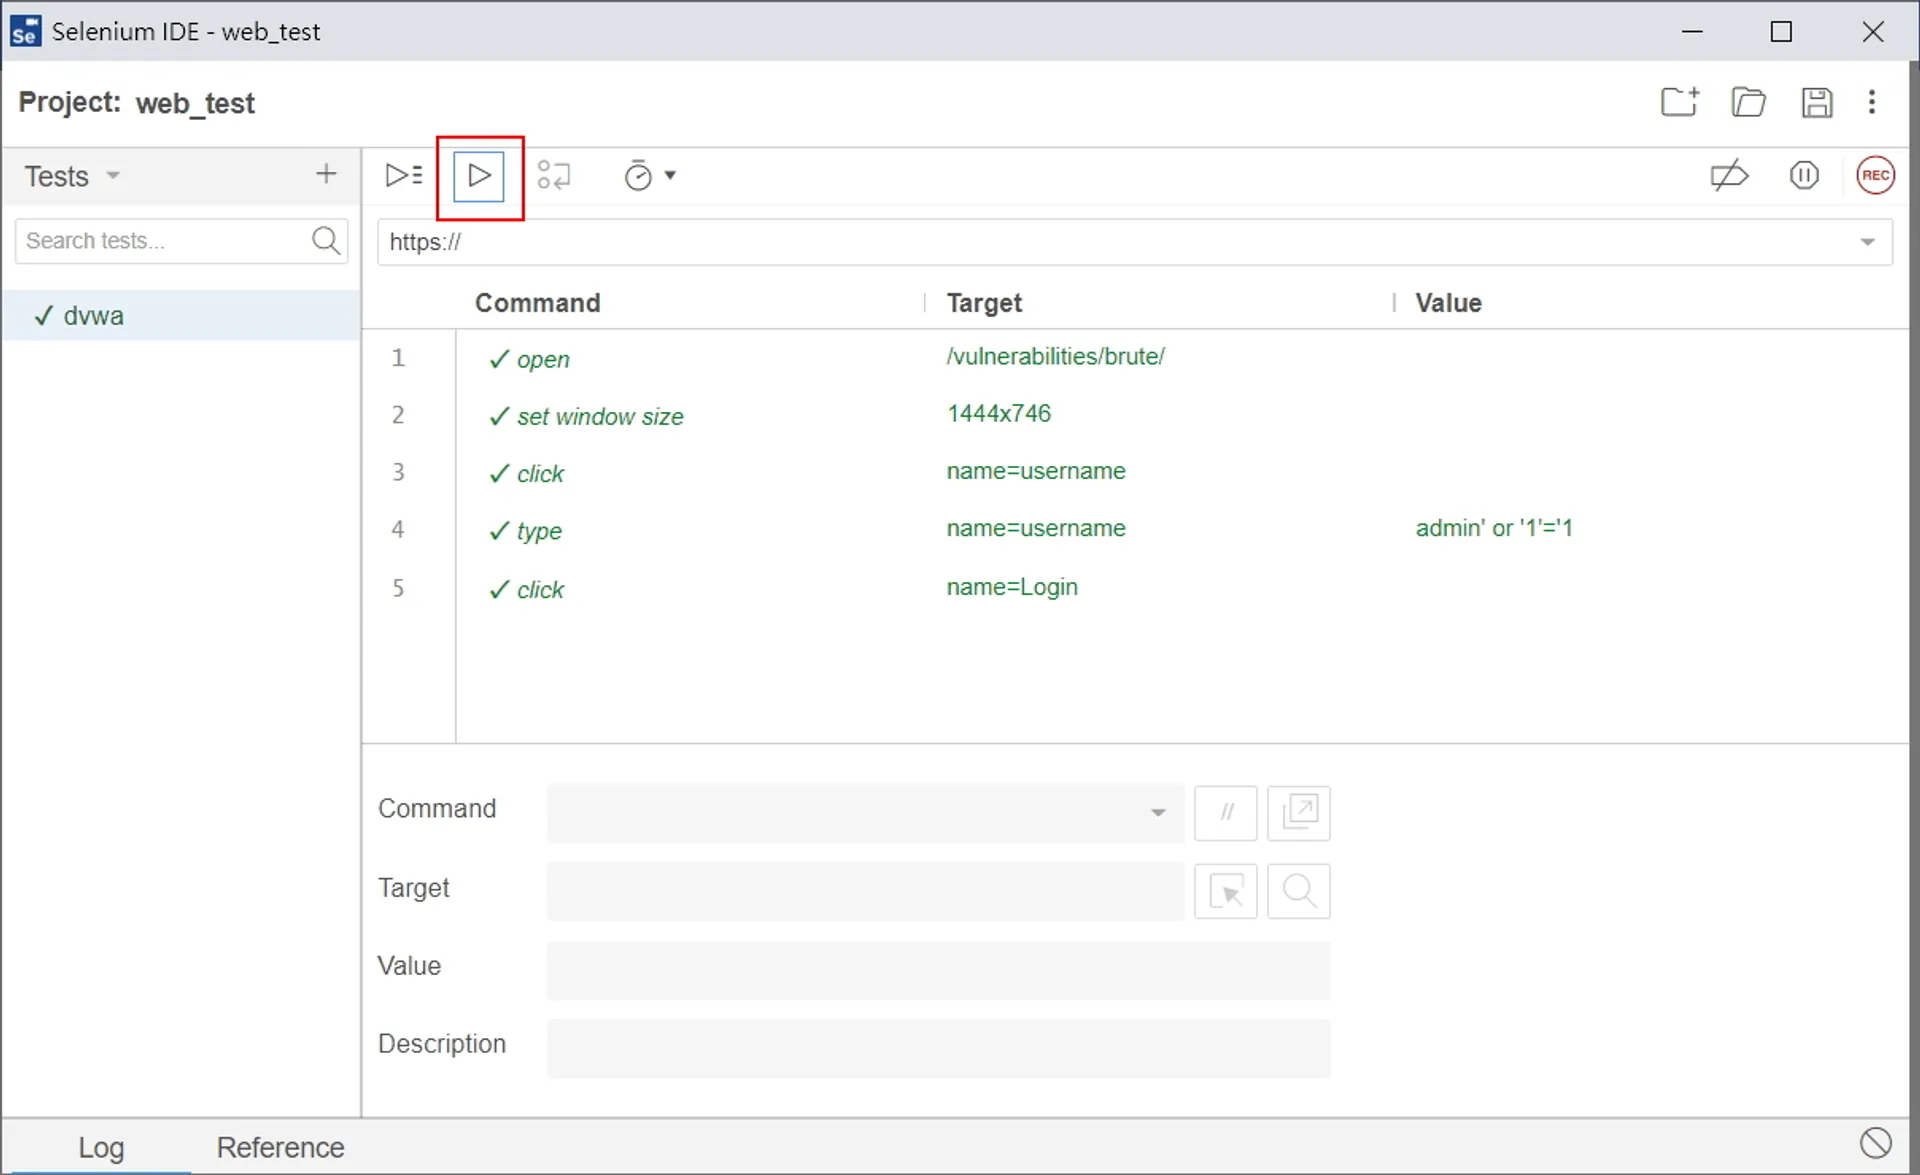 Se Selenium IDE - web_test
Project: web_test
Tests
REC
Search tests...
https://
dvwa
Command Target Value
1 open /vulnerabilities/brute/
2 set window size 1444x746
3 click name=username
4 type name=username admin' or '1'='1
5 click name=Login
Command
//
Target
Value
Description
Log Reference